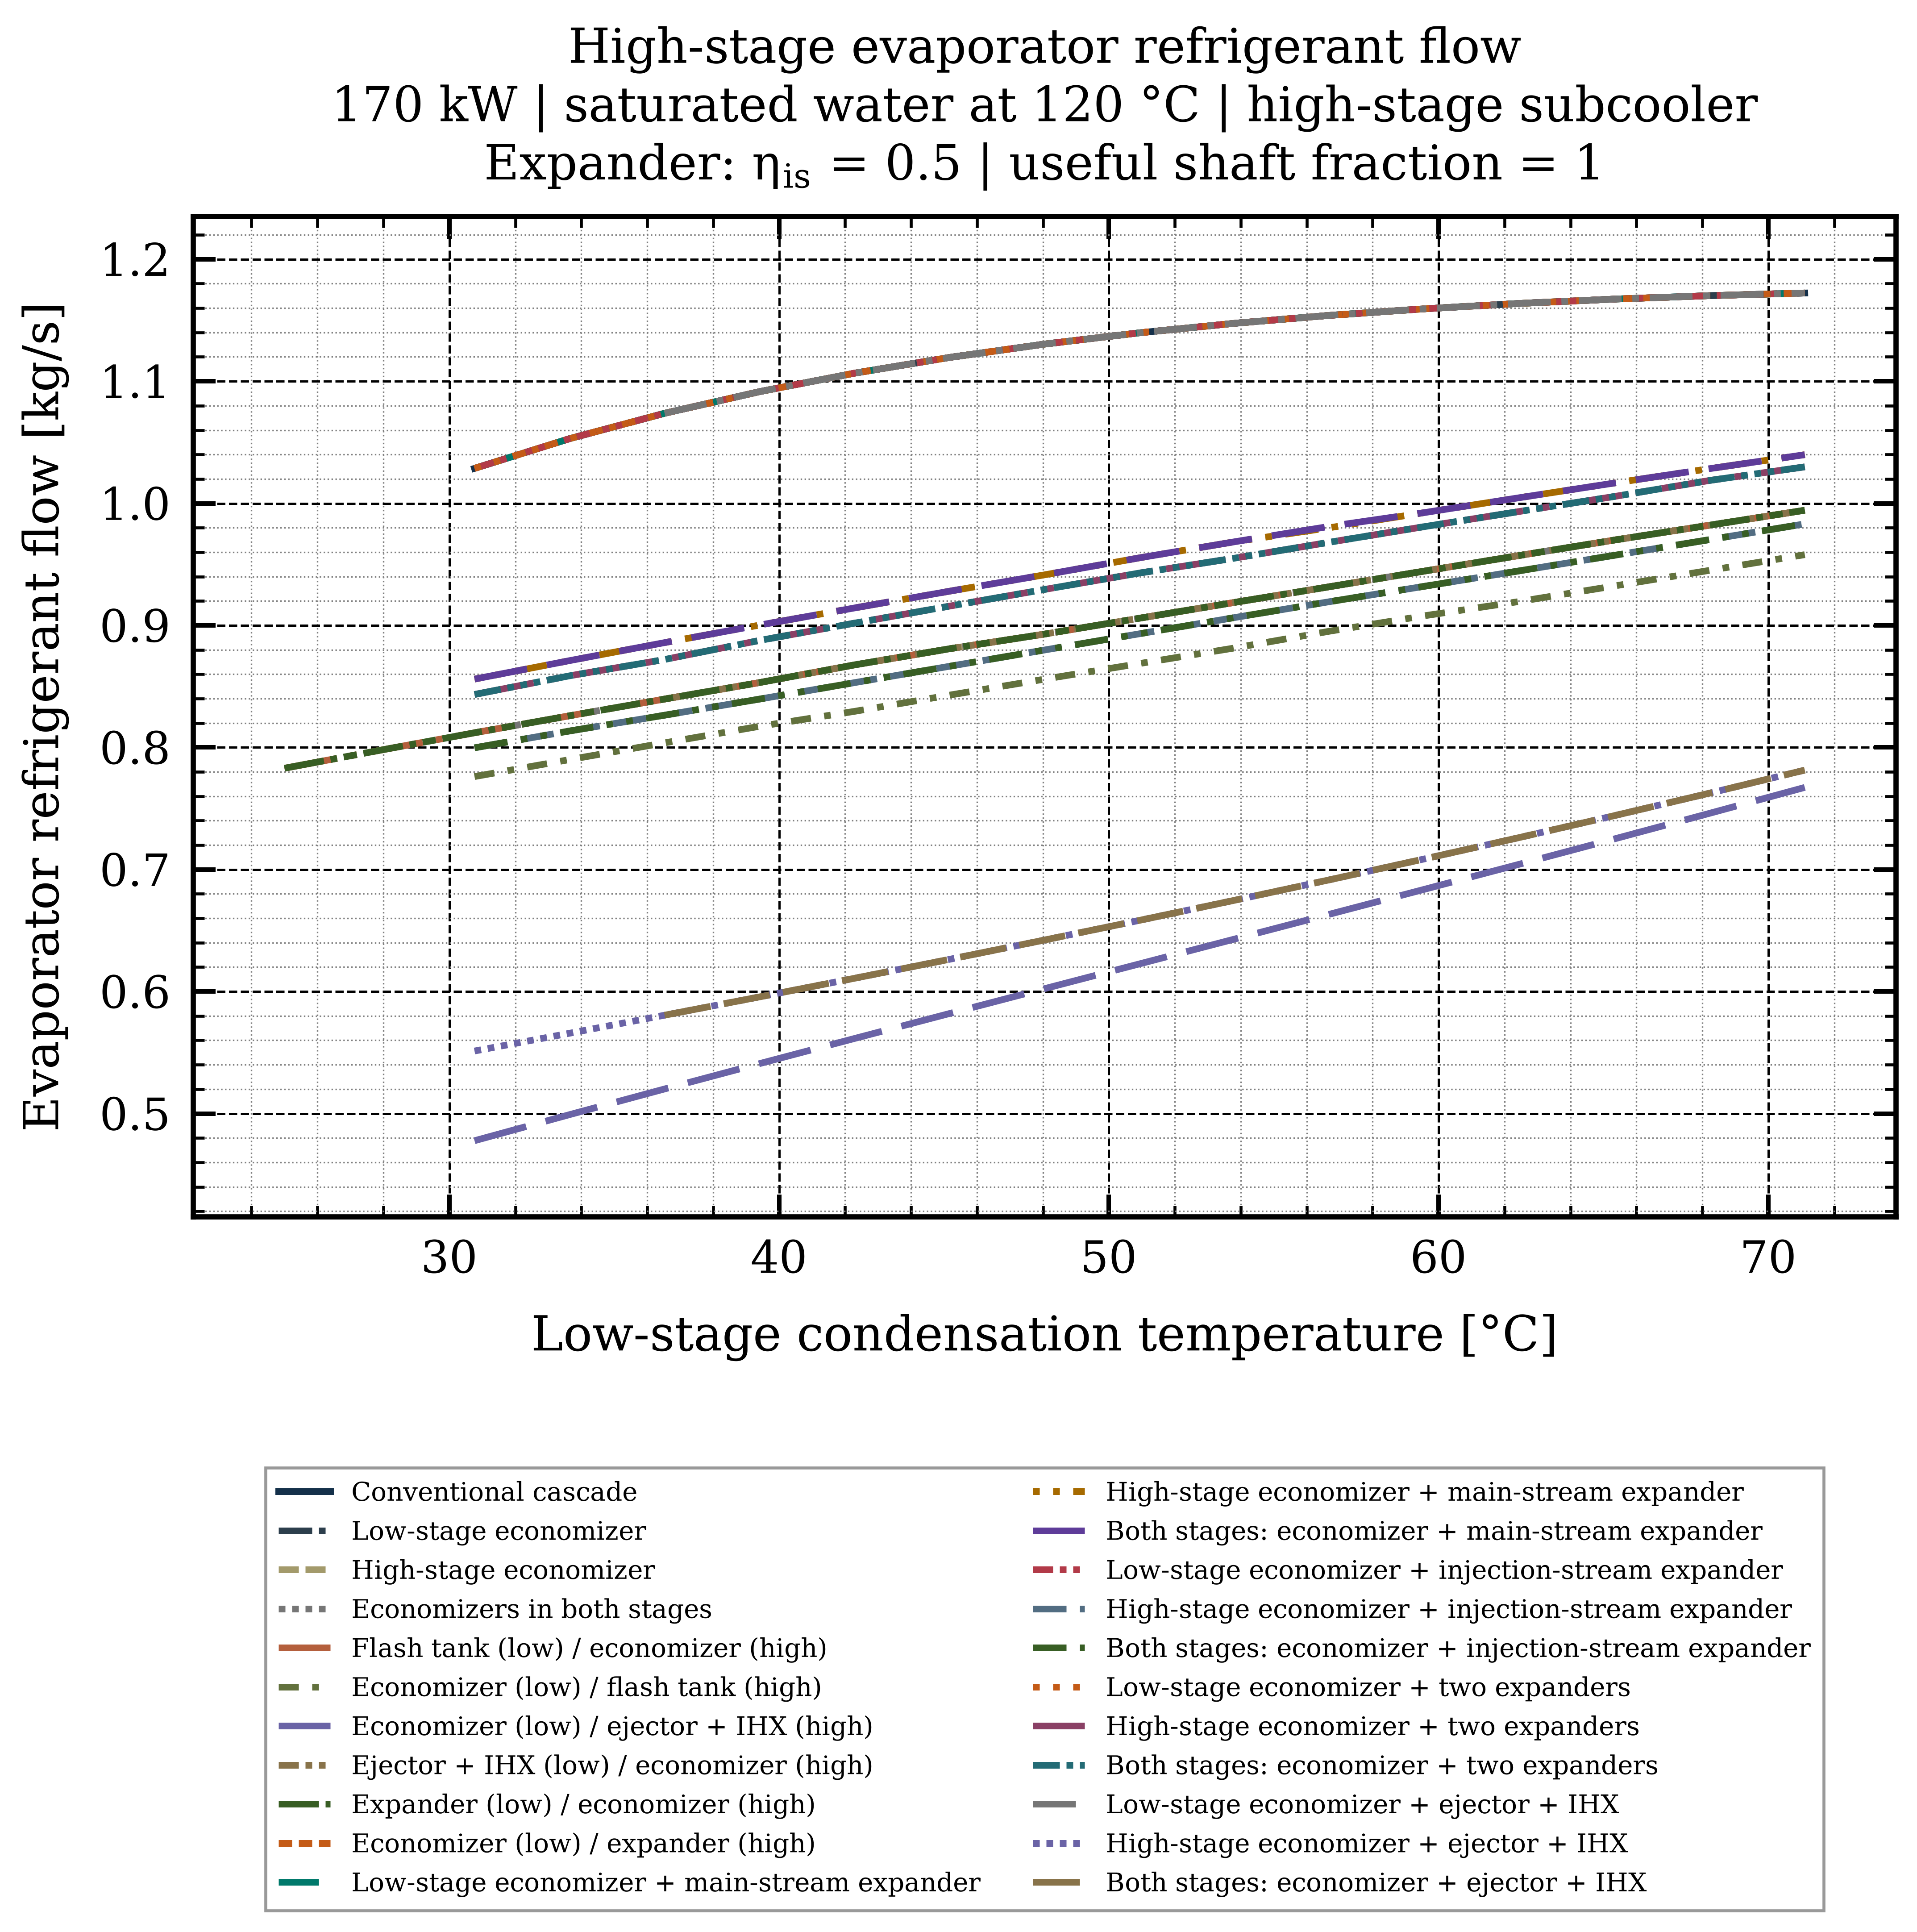 High-stage evaporator refrigerant flow
170 kW | saturated water at 120 °C | high-stage subcooler
Expander: ηis = 0.5 | useful shaft fraction = 1
Evaporator refrigerant flow [kg/s]
1.2
1.1
1.0
0.9
0.8
0.7
0.6
0.5
30 40 50 60 70
Low-stage condensation temperature [°C]
Conventional cascade
Low-stage economizer
High-stage economizer
Economizers in both stages
Flash tank (low) / economizer (high)
Economizer (low) / flash tank (high)
Economizer (low) / ejector + IHX (high)
Ejector + IHX (low) / economizer (high)
Expander (low) / economizer (high)
Economizer (low) / expander (high)
Low-stage economizer + main-stream expander
High-stage economizer + main-stream expander
Both stages: economizer + main-stream expander
Low-stage economizer + injection-stream expander
High-stage economizer + injection-stream expander
Both stages: economizer + injection-stream expander
Low-stage economizer + two expanders
High-stage economizer + two expanders
Both stages: economizer + two expanders
Low-stage economizer + ejector + IHX
High-stage economizer + ejector + IHX
Both stages: economizer + ejector + IHX